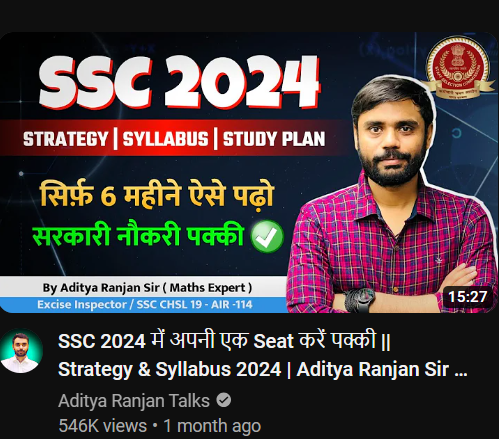 SSC 2024
STRATEGY | SYLLABUS | STUDY PLAN
सिर्फ़ 6 महीने ऐसे पढ़ो
सरकारी नौकरी पक्की
By Aditya Ranjan Sir ( Maths Expert )
Excise Inspector / SSC CHSL 19 - AIR -114
15:27
SSC 2024 में अपनी एक Seat करें पक्की ||
Strategy & Syllabus 2024 | Aditya Ranjan Sir ...
Aditya Ranjan Talks
546K views • 1 month ago